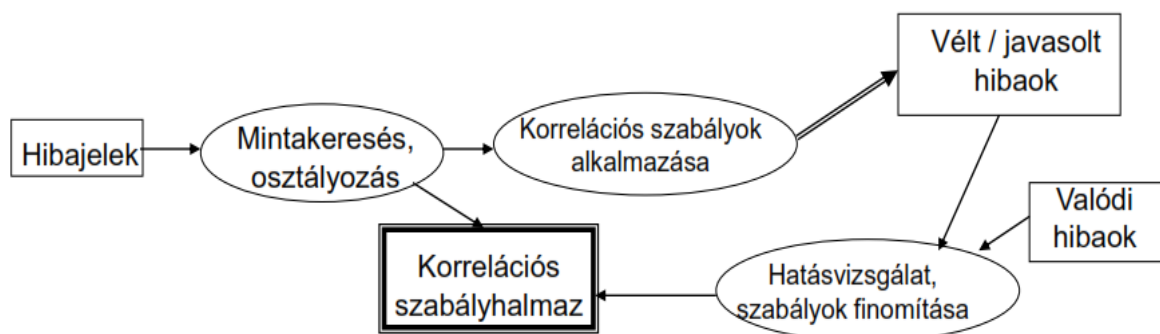 Hibajelek
Mintakeresés,
osztályozás
Korrelációs szabályok
alkalmazása
Vélt / javasolt
hibaok
Valódi
hibaok
Hatásvizsgálat,
szabályok finomítása
Korrelációs
szabályhalmaz